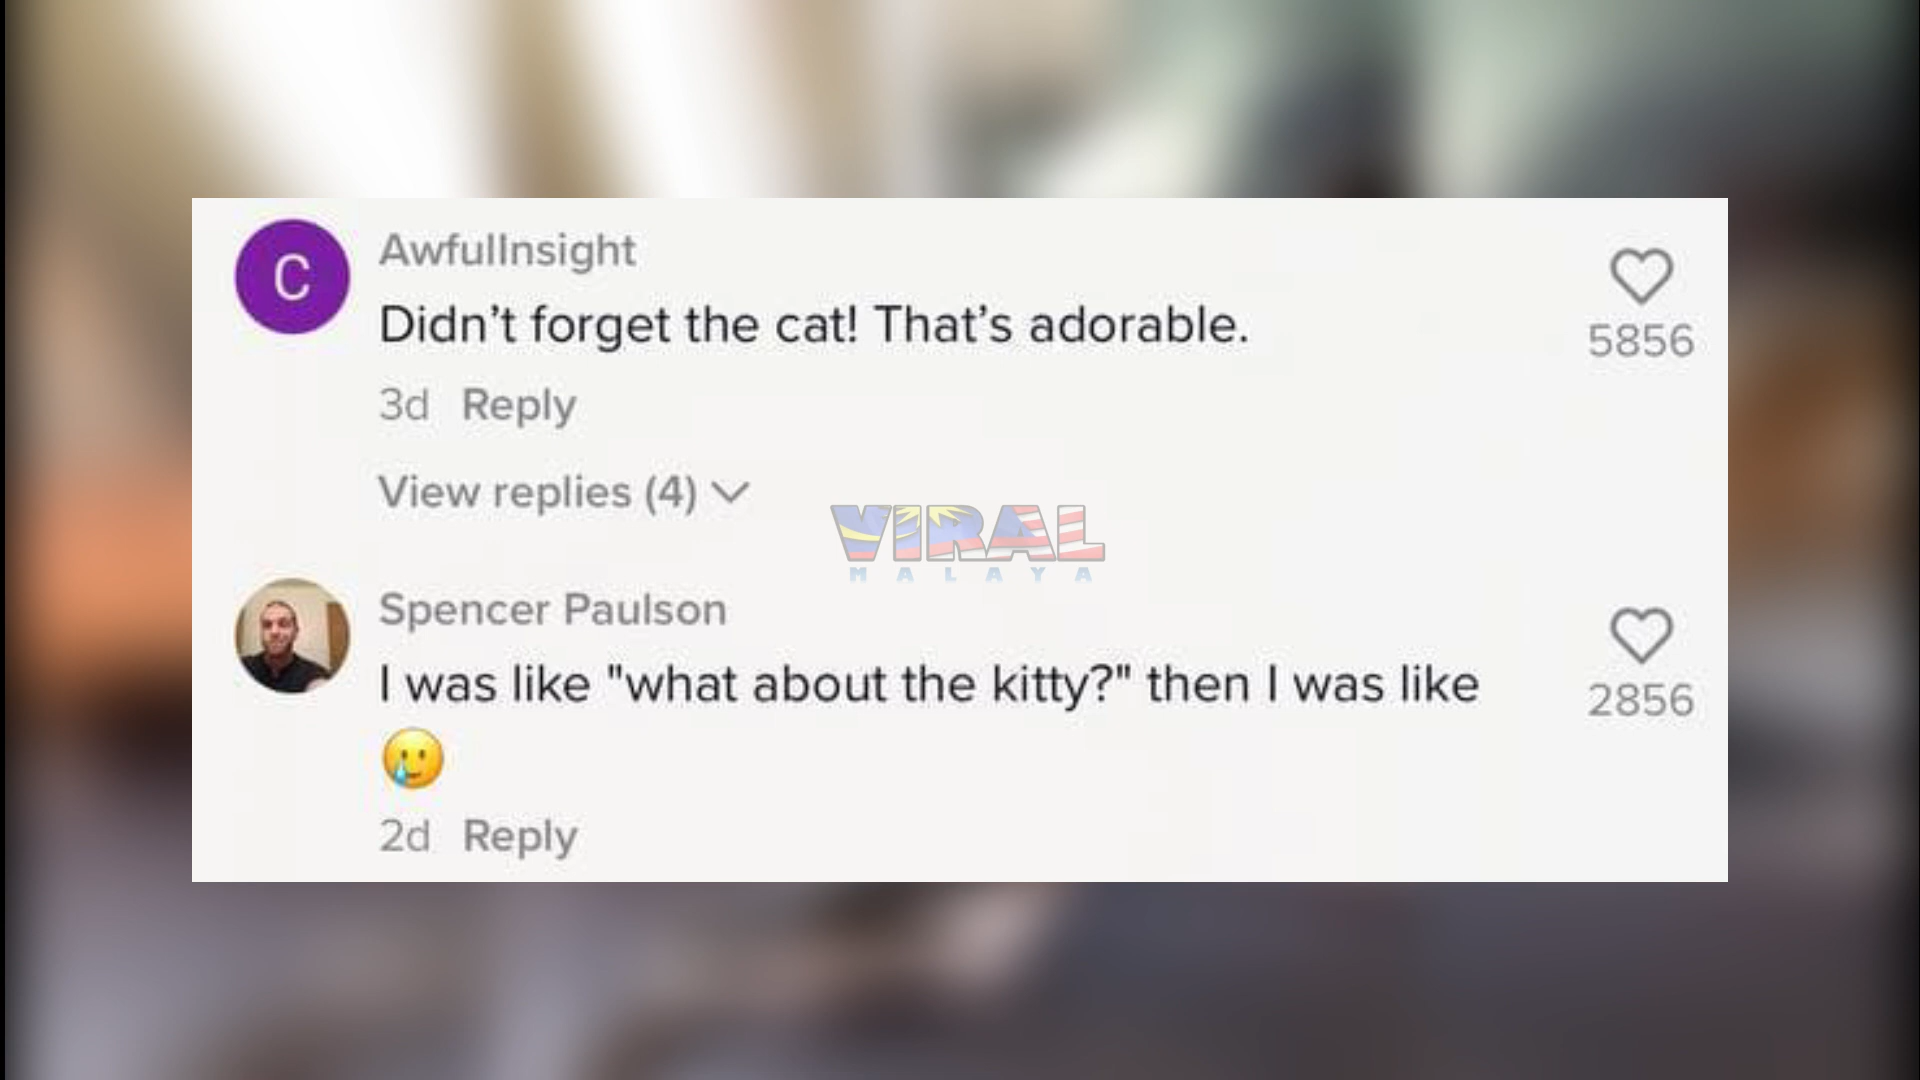 C
AwfulInsight
Didn’t forget the cat! That’s adorable.
5856
3d Reply
View replies (4)
VIRAL
MALAYA
Spencer Paulson
I was like "what about the kitty?" then I was like
🥲
2856
2d Reply